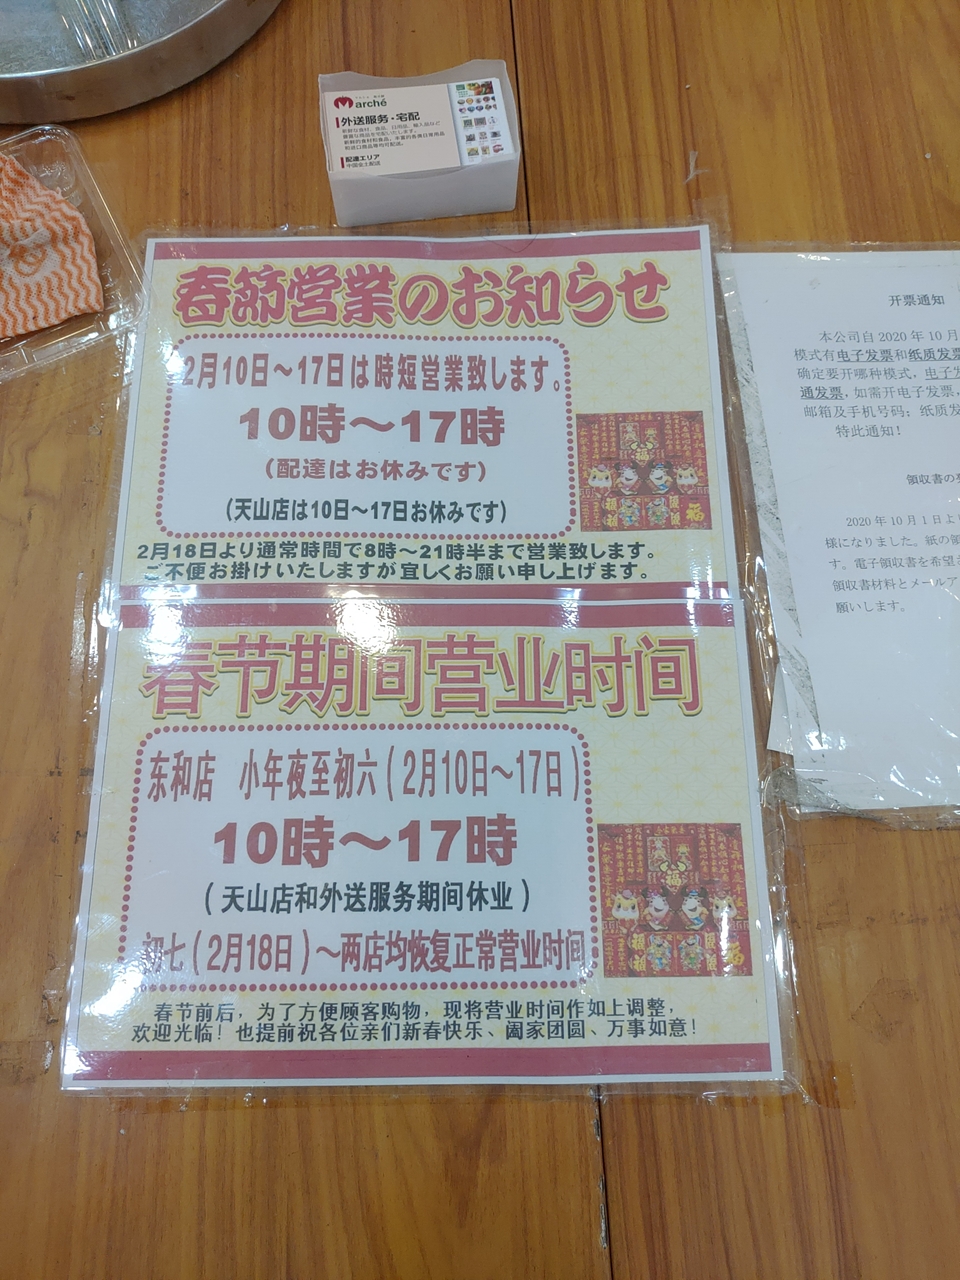 Marché
外送服务・宅配
配達エリア
中国全土配送
春節営業のお知らせ
2月10日～17日は時短営業致します。
10時～17時
(配達はお休みです)
(天山店は10日～17日お休みです)
2月18日より通常時間で8時～21時半まで営業致します。
ご不便お掛けいたしますが宜しくお願い申し上げます。
春节期间营业时间
东和店 小年夜至初六(2月10日～17日)
10時～17時
(天山店和外送服务期间休业)
初七(2月18日)～两店均恢复正常营业时间
春节前后，为了方便顾客购物，现将营业时间作如上调整，
欢迎光临！也提前祝各位亲们新春快乐、阖家团圆、万事如意！
开票通知
本公司自 2020 年 10 月
模式有电子发票和纸质发票
确定要开哪种模式，电子发
通发票，如需开电子发票，
邮箱及手机号码；纸质发
特此通知！
領収書の
2020 年 10 月 1 日よ
様になりました。紙の領
す。電子領収書を希望
領収書材料とメールア
願いします。